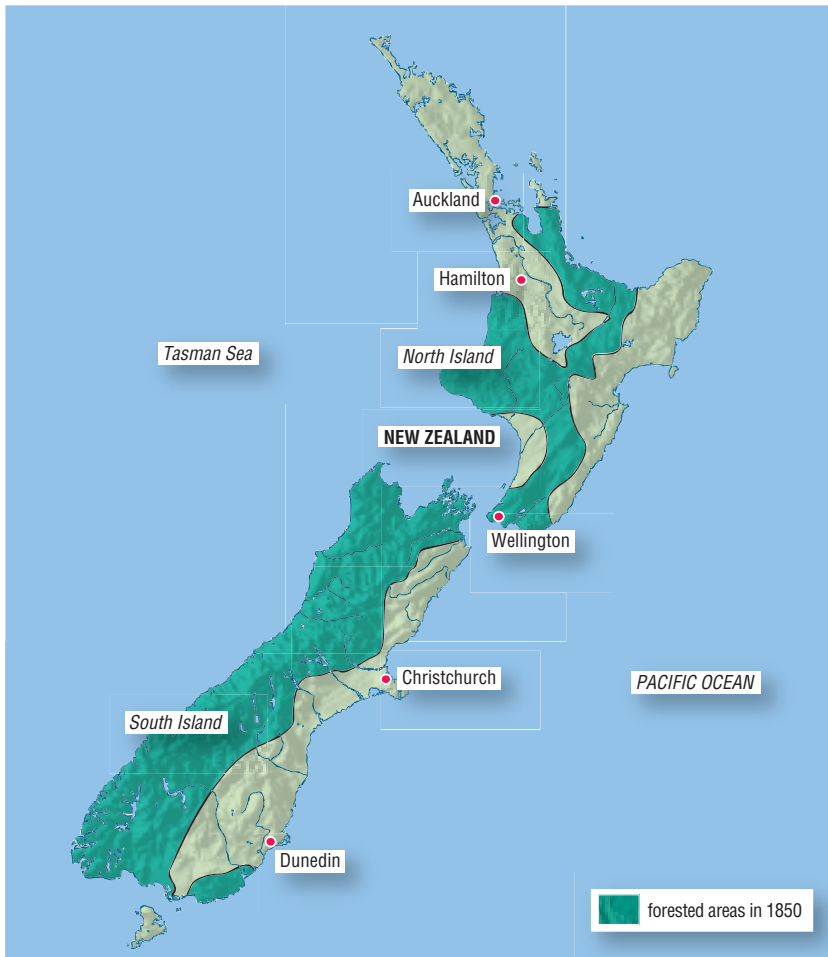 Auckland
Hamilton
Tasman Sea
North Island
NEW ZEALAND
Wellington
Christchurch
PACIFIC OCEAN
South Island
Dunedin
forested areas in 1850